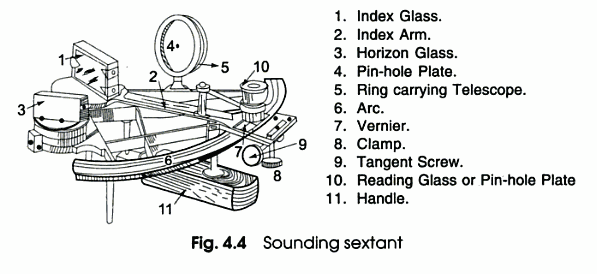 1. Index Glass.
2. Index Arm.
3. Horizon Glass.
4. Pin-hole Plate.
5. Ring carrying Telescope.
6. Arc.
7. Vernier.
8. Clamp.
9. Tangent Screw.
10. Reading Glass or Pin-hole Plate
11. Handle.
1
2
3
4
5
10
6
7
9
8
11
Fig. 4.4 Sounding sextant